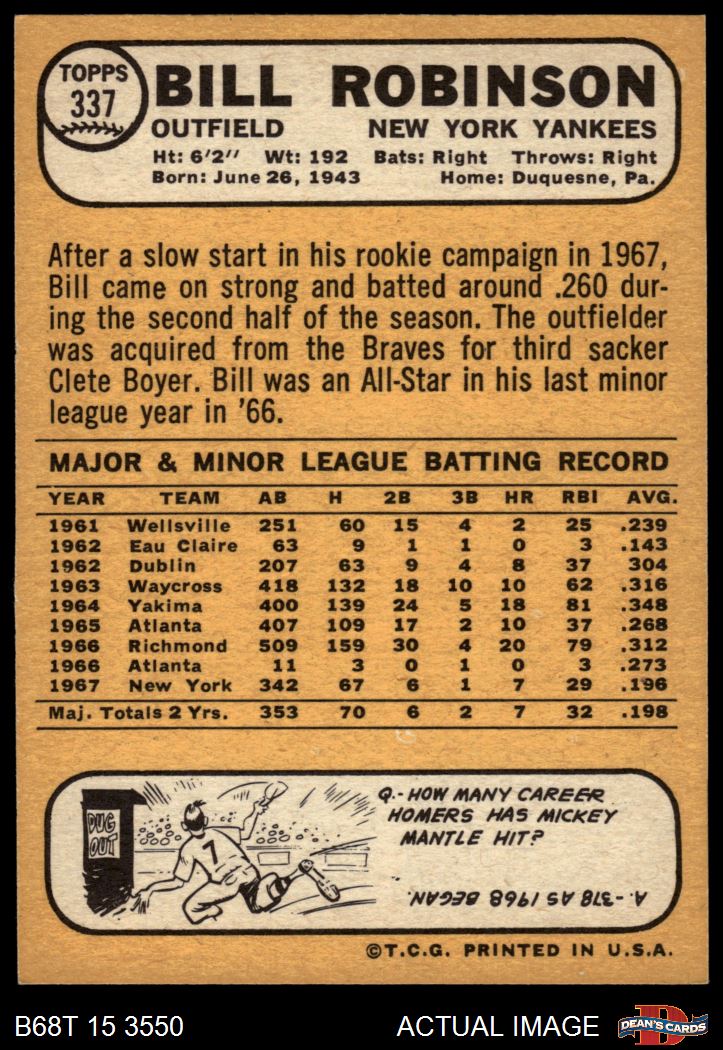 TOPPS
337
BILL ROBINSON
OUTFIELD NEW YORK YANKEES
Ht: 6'2" Wt: 192 Bats: Right Throws: Right
Born: June 26, 1943 Home: Duquesne, Pa.
After a slow start in his rookie campaign in 1967,
Bill came on strong and batted around .260 dur-
ing the second half of the season. The outfielder
was acquired from the Braves for third sacker
Clete Boyer. Bill was an All-Star in his last minor
league year in '66.
MAJOR & MINOR LEAGUE BATTING RECORD
YEAR TEAM AB H 2B 3B HR RBI AVG.
1961 Wellsville 251 60 15 4 2 25 .239
1962 Eau Claire 63 9 1 1 0 3 .143
1962 Dublin 207 63 9 4 8 37 304
1963 Waycross 418 132 18 10 10 62 .316
1964 Yakima 400 139 24 5 18 81 .348
1965 Atlanta 407 109 17 2 10 37 .268
1966 Richmond 509 159 30 4 20 79 .312
1966 Atlanta 11 3 0 1 0 3 .273
1967 New York 342 67 6 1 7 29 .196
Maj. Totals 2 Yrs. 353 70 6 2 7 32 .198
DUG
OUT
7
Q.- HOW MANY CAREER
HOMERS HAS MICKEY
MANTLE HIT?
A.- 378 AS 1968 BEGAN.
©T.C.G. PRINTED IN U.S.A.
B68T 15 3550 ACTUAL IMAGE D DEAN'S CARDS